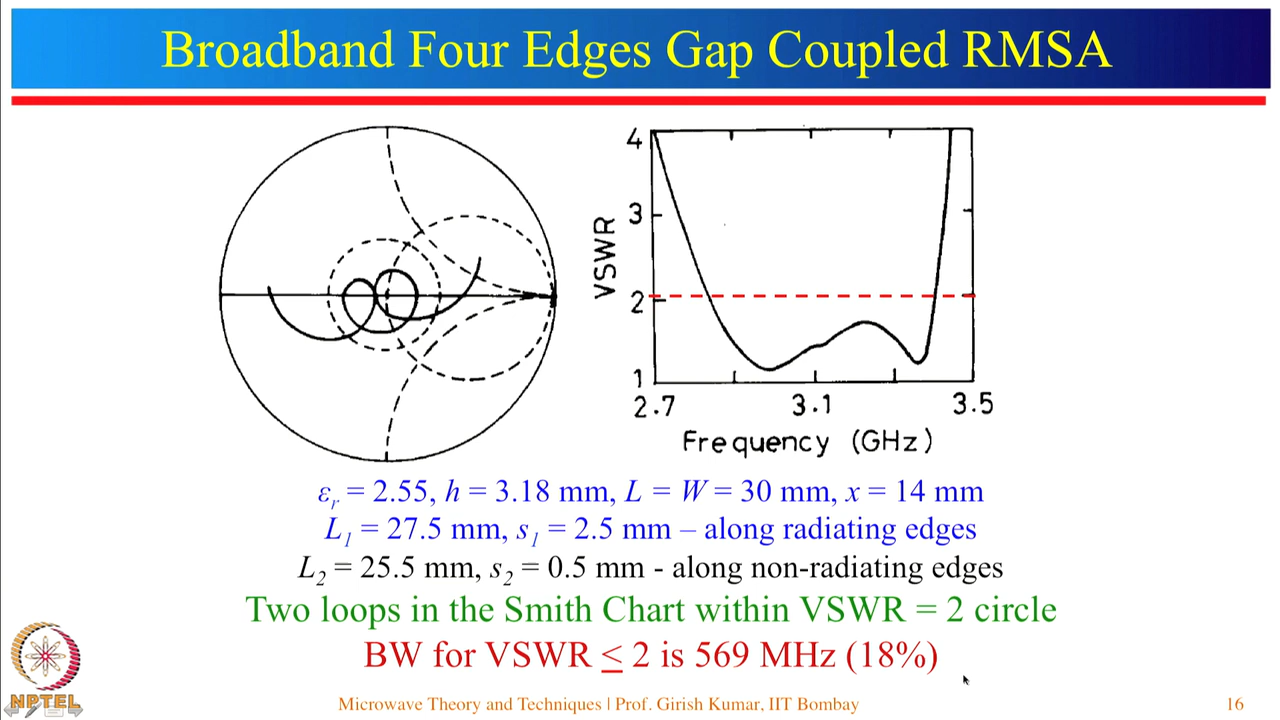 Broadband Four Edges Gap Coupled RMSA
4
3
2
1
VSWR
2.7
3.1
3.5
Frequency (GHz)
εr = 2.55, h = 3.18 mm, L = W = 30 mm, x = 14 mm
L1 = 27.5 mm, s1 = 2.5 mm – along radiating edges
L2 = 25.5 mm, s2 = 0.5 mm - along non-radiating edges
Two loops in the Smith Chart within VSWR = 2 circle
BW for VSWR ≤ 2 is 569 MHz (18%)
NPTEL
Microwave Theory and Techniques | Prof. Girish Kumar, IIT Bombay
16